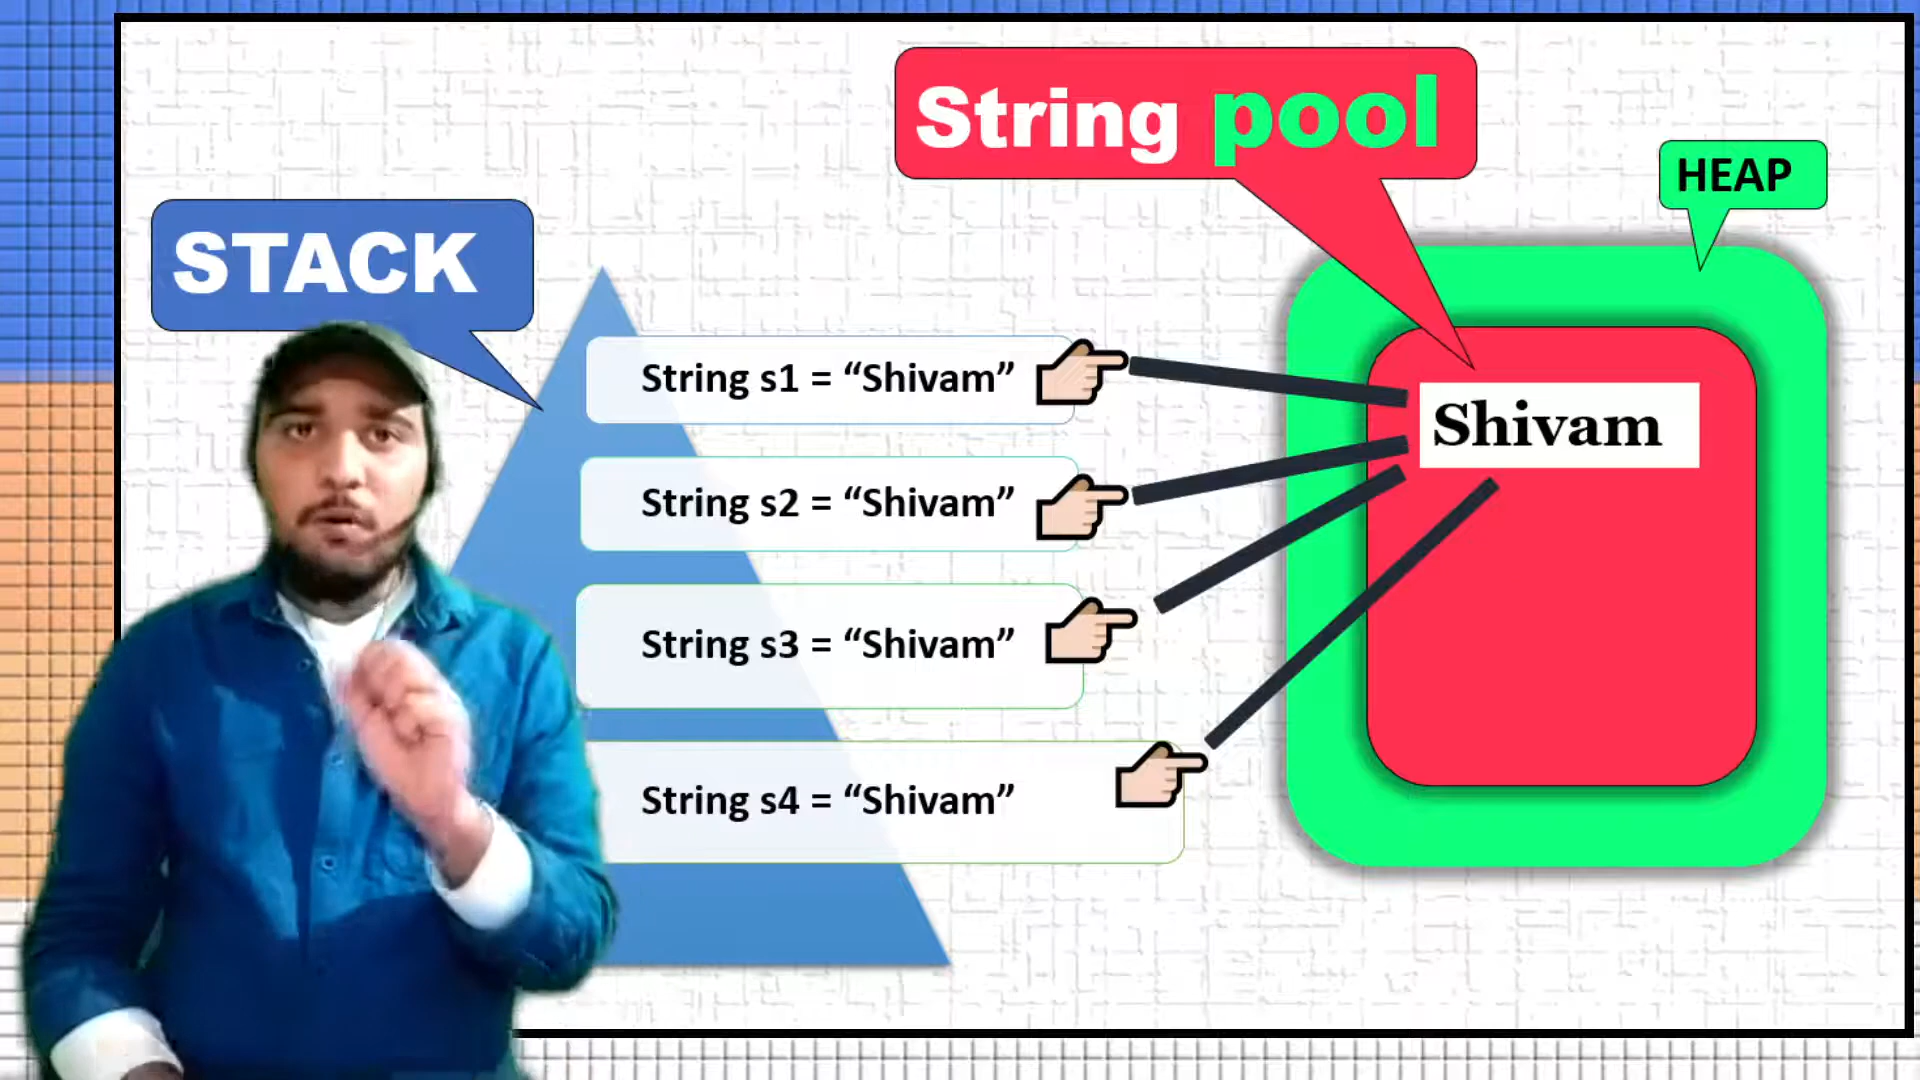 String pool
HEAP
STACK
String s1 = “Shivam”
String s2 = “Shivam”
String s3 = “Shivam”
String s4 = “Shivam”
Shivam